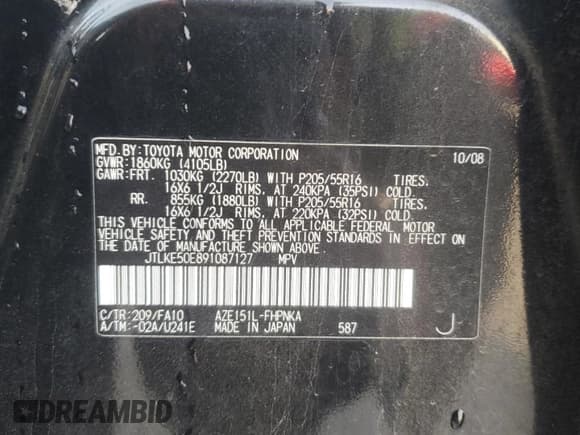 MFD.BY:TOYOTA MOTOR CORPORATION 10/08
GVWR:1860KG (4105LB)
GAWR:FRT. 1030KG (2270LB) WITH P205/55R16 TIRES.
16X6 1/2J RIMS. AT 240KPA (35PSI) COLD.
RR. 855KG (1880LB) WITH P205/55R16 TIRES.
16X6 1/2J RIMS. AT 220KPA (32PSI) COLD.
THIS VEHICLE CONFORMS TO ALL APPLICABLE FEDERAL MOTOR
VEHICLE SAFETY AND THEFT PREVENTION STANDARDS IN EFFECT
ON THE DATE OF MANUFACTURE SHOWN ABOVE.
JTLKE50E891087127 MPV
C/TR:209/FA10 AZE151L-FHPNKA
A/TM:-02A/U241E MADE IN JAPAN 587 J
DREAMBID